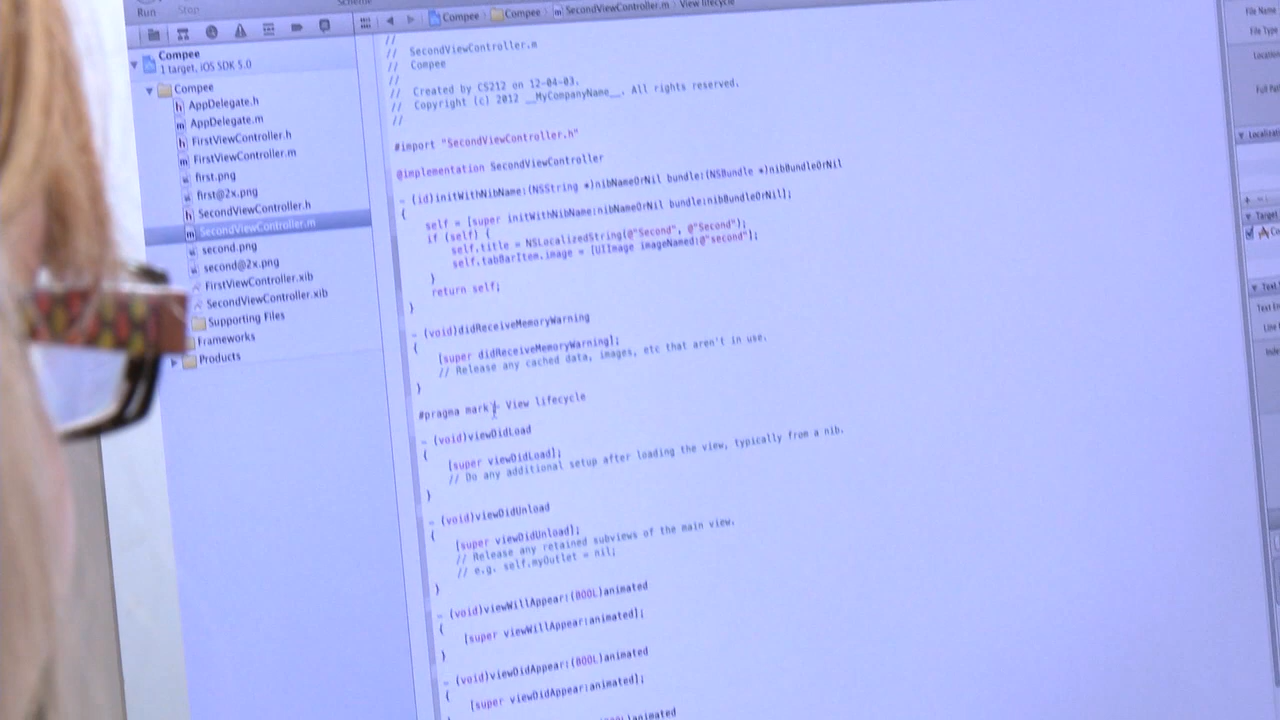 Run Stop
Compee Compee SecondViewController.m View lifecycle
Compee
1 target, iOS SDK 5.0
Compee
AppDelegate.h
AppDelegate.m
FirstViewController.h
FirstViewController.m
first.png
first@2x.png
SecondViewController.h
SecondViewController.m
second.png
second@2x.png
FirstViewController.xib
SecondViewController.xib
Supporting Files
Frameworks
Products
//
// SecondViewController.m
// Compee
//
// Created by CS212 on 12-04-03.
// Copyright (c) 2012 __MyCompanyName__. All rights reserved.
//
#import "SecondViewController.h"
@implementation SecondViewController
- (id)initWithNibName:(NSString *)nibNameOrNil bundle:(NSBundle *)nibBundleOrNil
{
self = [super initWithNibName:nibNameOrNil bundle:nibBundleOrNil];
if (self) {
self.title = NSLocalizedString(@"Second", @"Second");
self.tabBarItem.image = [UIImage imageNamed:@"second"];
}
return self;
}
- (void)didReceiveMemoryWarning
{
[super didReceiveMemoryWarning];
// Release any cached data, images, etc that aren't in use.
}
#pragma mark - View lifecycle
- (void)viewDidLoad
{
[super viewDidLoad];
// Do any additional setup after loading the view, typically from a nib.
}
- (void)viewDidUnload
{
[super viewDidUnload];
// Release any retained subviews of the main view.
// e.g. self.myOutlet = nil;
}
- (void)viewWillAppear:(BOOL)animated
{
[super viewWillAppear:animated];
}
- (void)viewDidAppear:(BOOL)animated
{
[super viewDidAppear:animated];
File Name
File Type
Full
Target
Text